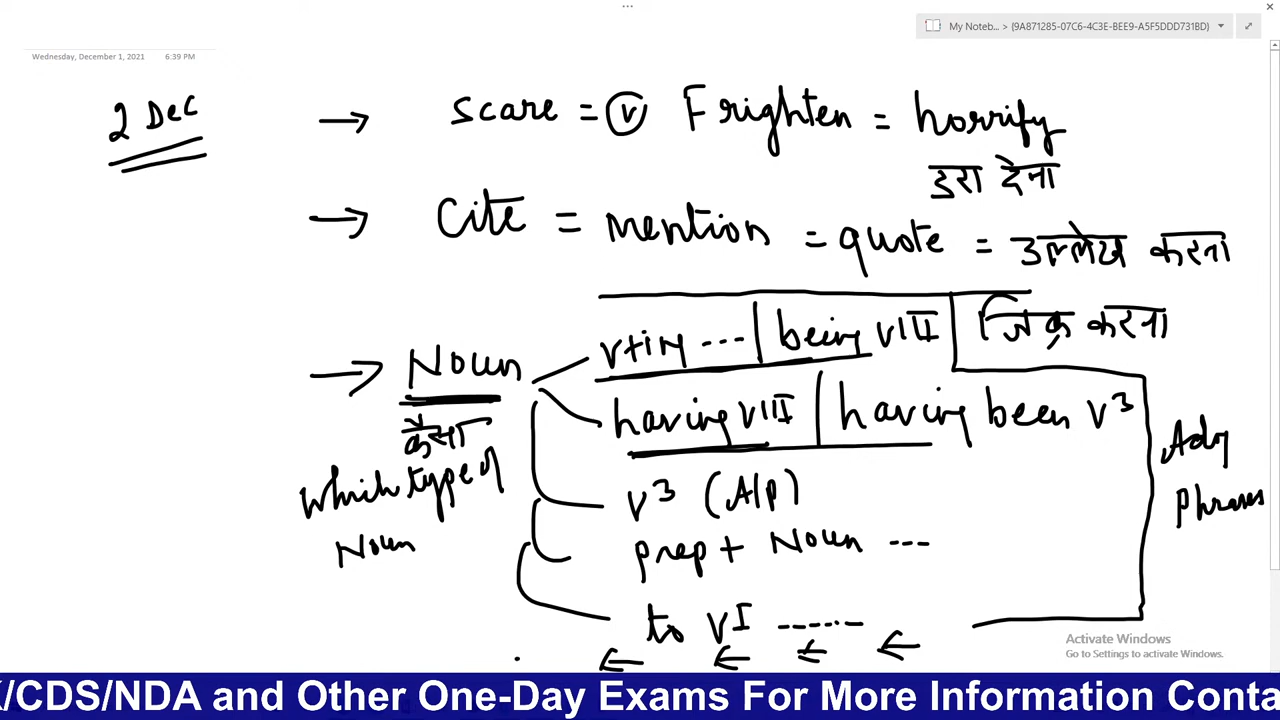 My Noteb... > {9A871285-07C6-4C3E-BEE9-A5F5DDD731BD}
Wednesday, December 1, 2021 6:39 PM
2 Dec
→ scare = (v) Frighten = horrify
डरा देना
→ Cite = mention = quote = उल्लेख करना
जिक्र करना
→ Noun
v+ing ... | being vIII
having vIII | having been v³
v³ (A/P)
prep + Noun ...
to vI ......
कैसा
which type of
Noun
Adj
Phrases
Activate Windows
Go to Settings to activate Windows.
K/CDS/NDA and Other One-Day Exams For More Information Conta